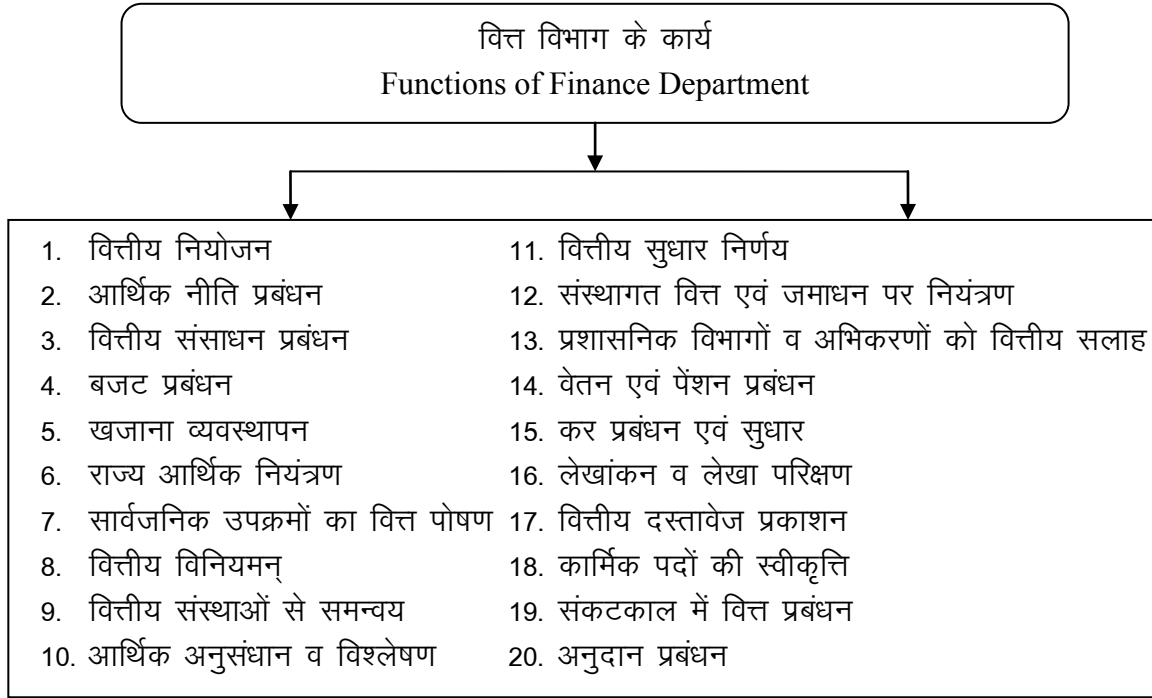 वित्त विभाग के कार्य
Functions of Finance Department
1. वित्तीय नियोजन
2. आर्थिक नीति प्रबंधन
3. वित्तीय संसाधन प्रबंधन
4. बजट प्रबंधन
5. खजाना व्यवस्थापन
6. राज्य आर्थिक नियंत्रण
7. सार्वजनिक उपक्रमों का वित्त पोषण
8. वित्तीय विनियमन्
9. वित्तीय संस्थाओं से समन्वय
10. आर्थिक अनुसंधान व विश्लेषण
11. वित्तीय सुधार निर्णय
12. संस्थागत वित्त एवं जमाधन पर नियंत्रण
13. प्रशासनिक विभागों व अभिकरणों को वित्तीय सलाह
14. वेतन एवं पेंशन प्रबंधन
15. कर प्रबंधन एवं सुधार
16. लेखांकन व लेखा परिक्षण
17. वित्तीय दस्तावेज प्रकाशन
18. कार्मिक पदों की स्वीकृत्ति
19. संकटकाल में वित्त प्रबंधन
20. अनुदान प्रबंधन